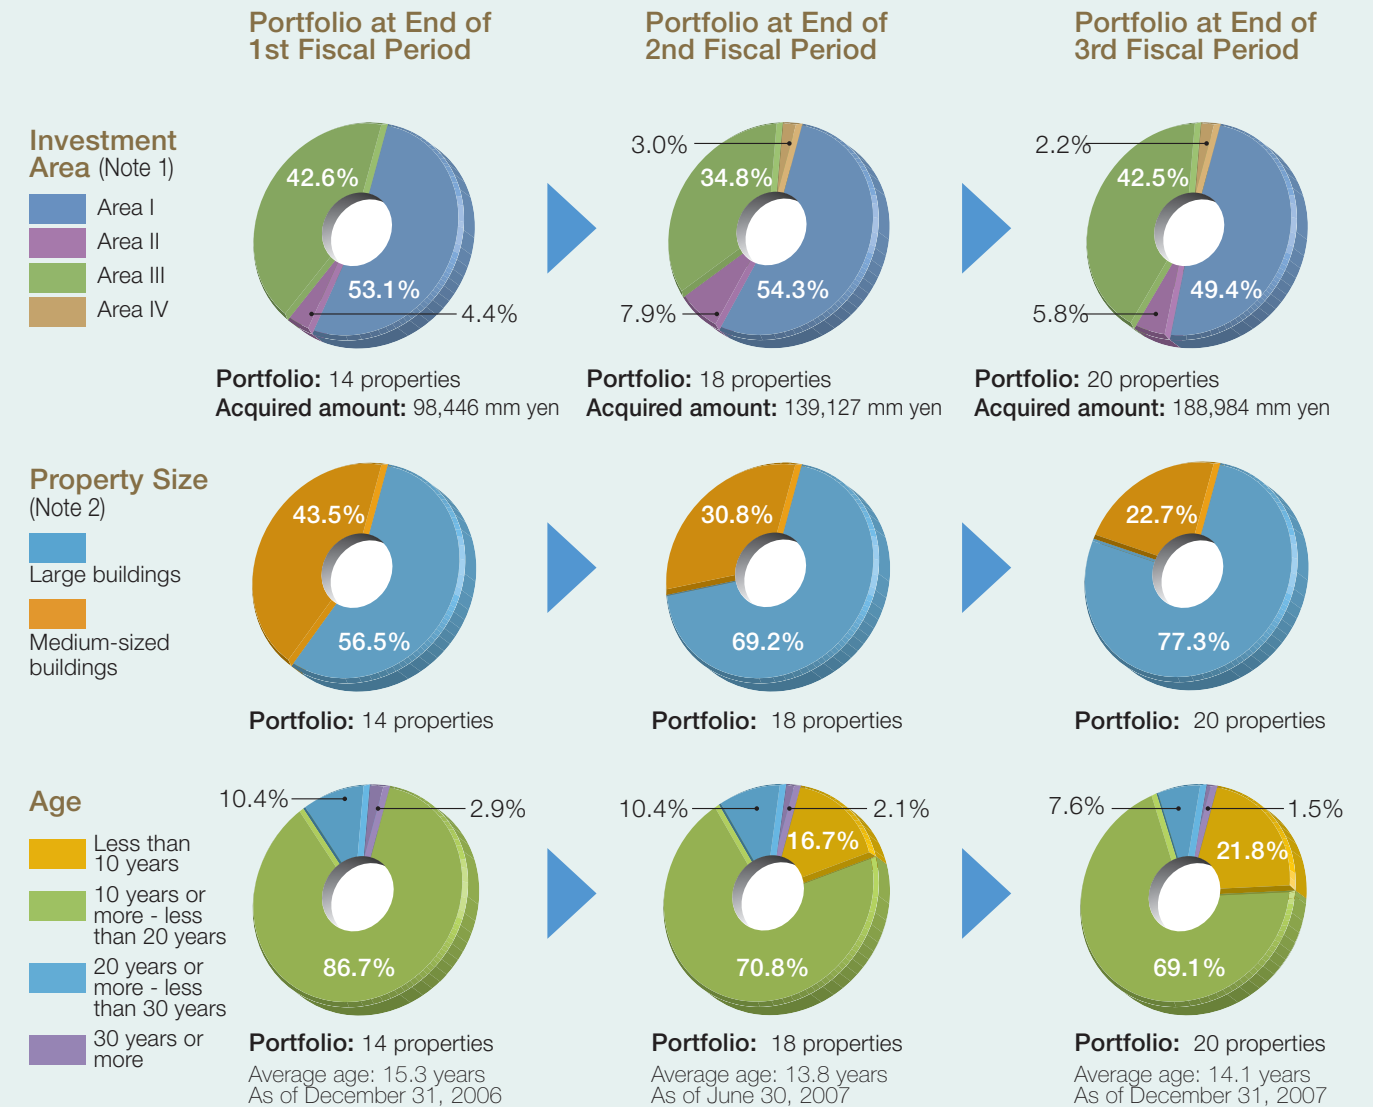 Portfolio at End of
1st Fiscal Period
Portfolio at End of
2nd Fiscal Period
Portfolio at End of
3rd Fiscal Period
Investment
Area (Note 1)
Area I
Area II
Area III
Area IV
42.6%
53.1%
4.4%
3.0%
34.8%
54.3%
7.9%
2.2%
42.5%
49.4%
5.8%
Portfolio: 14 properties
Acquired amount: 98,446 mm yen
Portfolio: 18 properties
Acquired amount: 139,127 mm yen
Portfolio: 20 properties
Acquired amount: 188,984 mm yen
Property Size
(Note 2)
Large buildings
Medium-sized
buildings
43.5%
56.5%
30.8%
69.2%
22.7%
77.3%
Portfolio: 14 properties
Portfolio: 18 properties
Portfolio: 20 properties
Age
Less than
10 years
10 years or
more - less
than 20 years
20 years or
more - less
than 30 years
30 years or
more
10.4%
2.9%
86.7%
10.4%
2.1%
16.7%
70.8%
7.6%
1.5%
21.8%
69.1%
Portfolio: 14 properties
Average age: 15.3 years
As of December 31, 2006
Portfolio: 18 properties
Average age: 13.8 years
As of June 30, 2007
Portfolio: 20 properties
Average age: 14.1 years
As of December 31, 2007